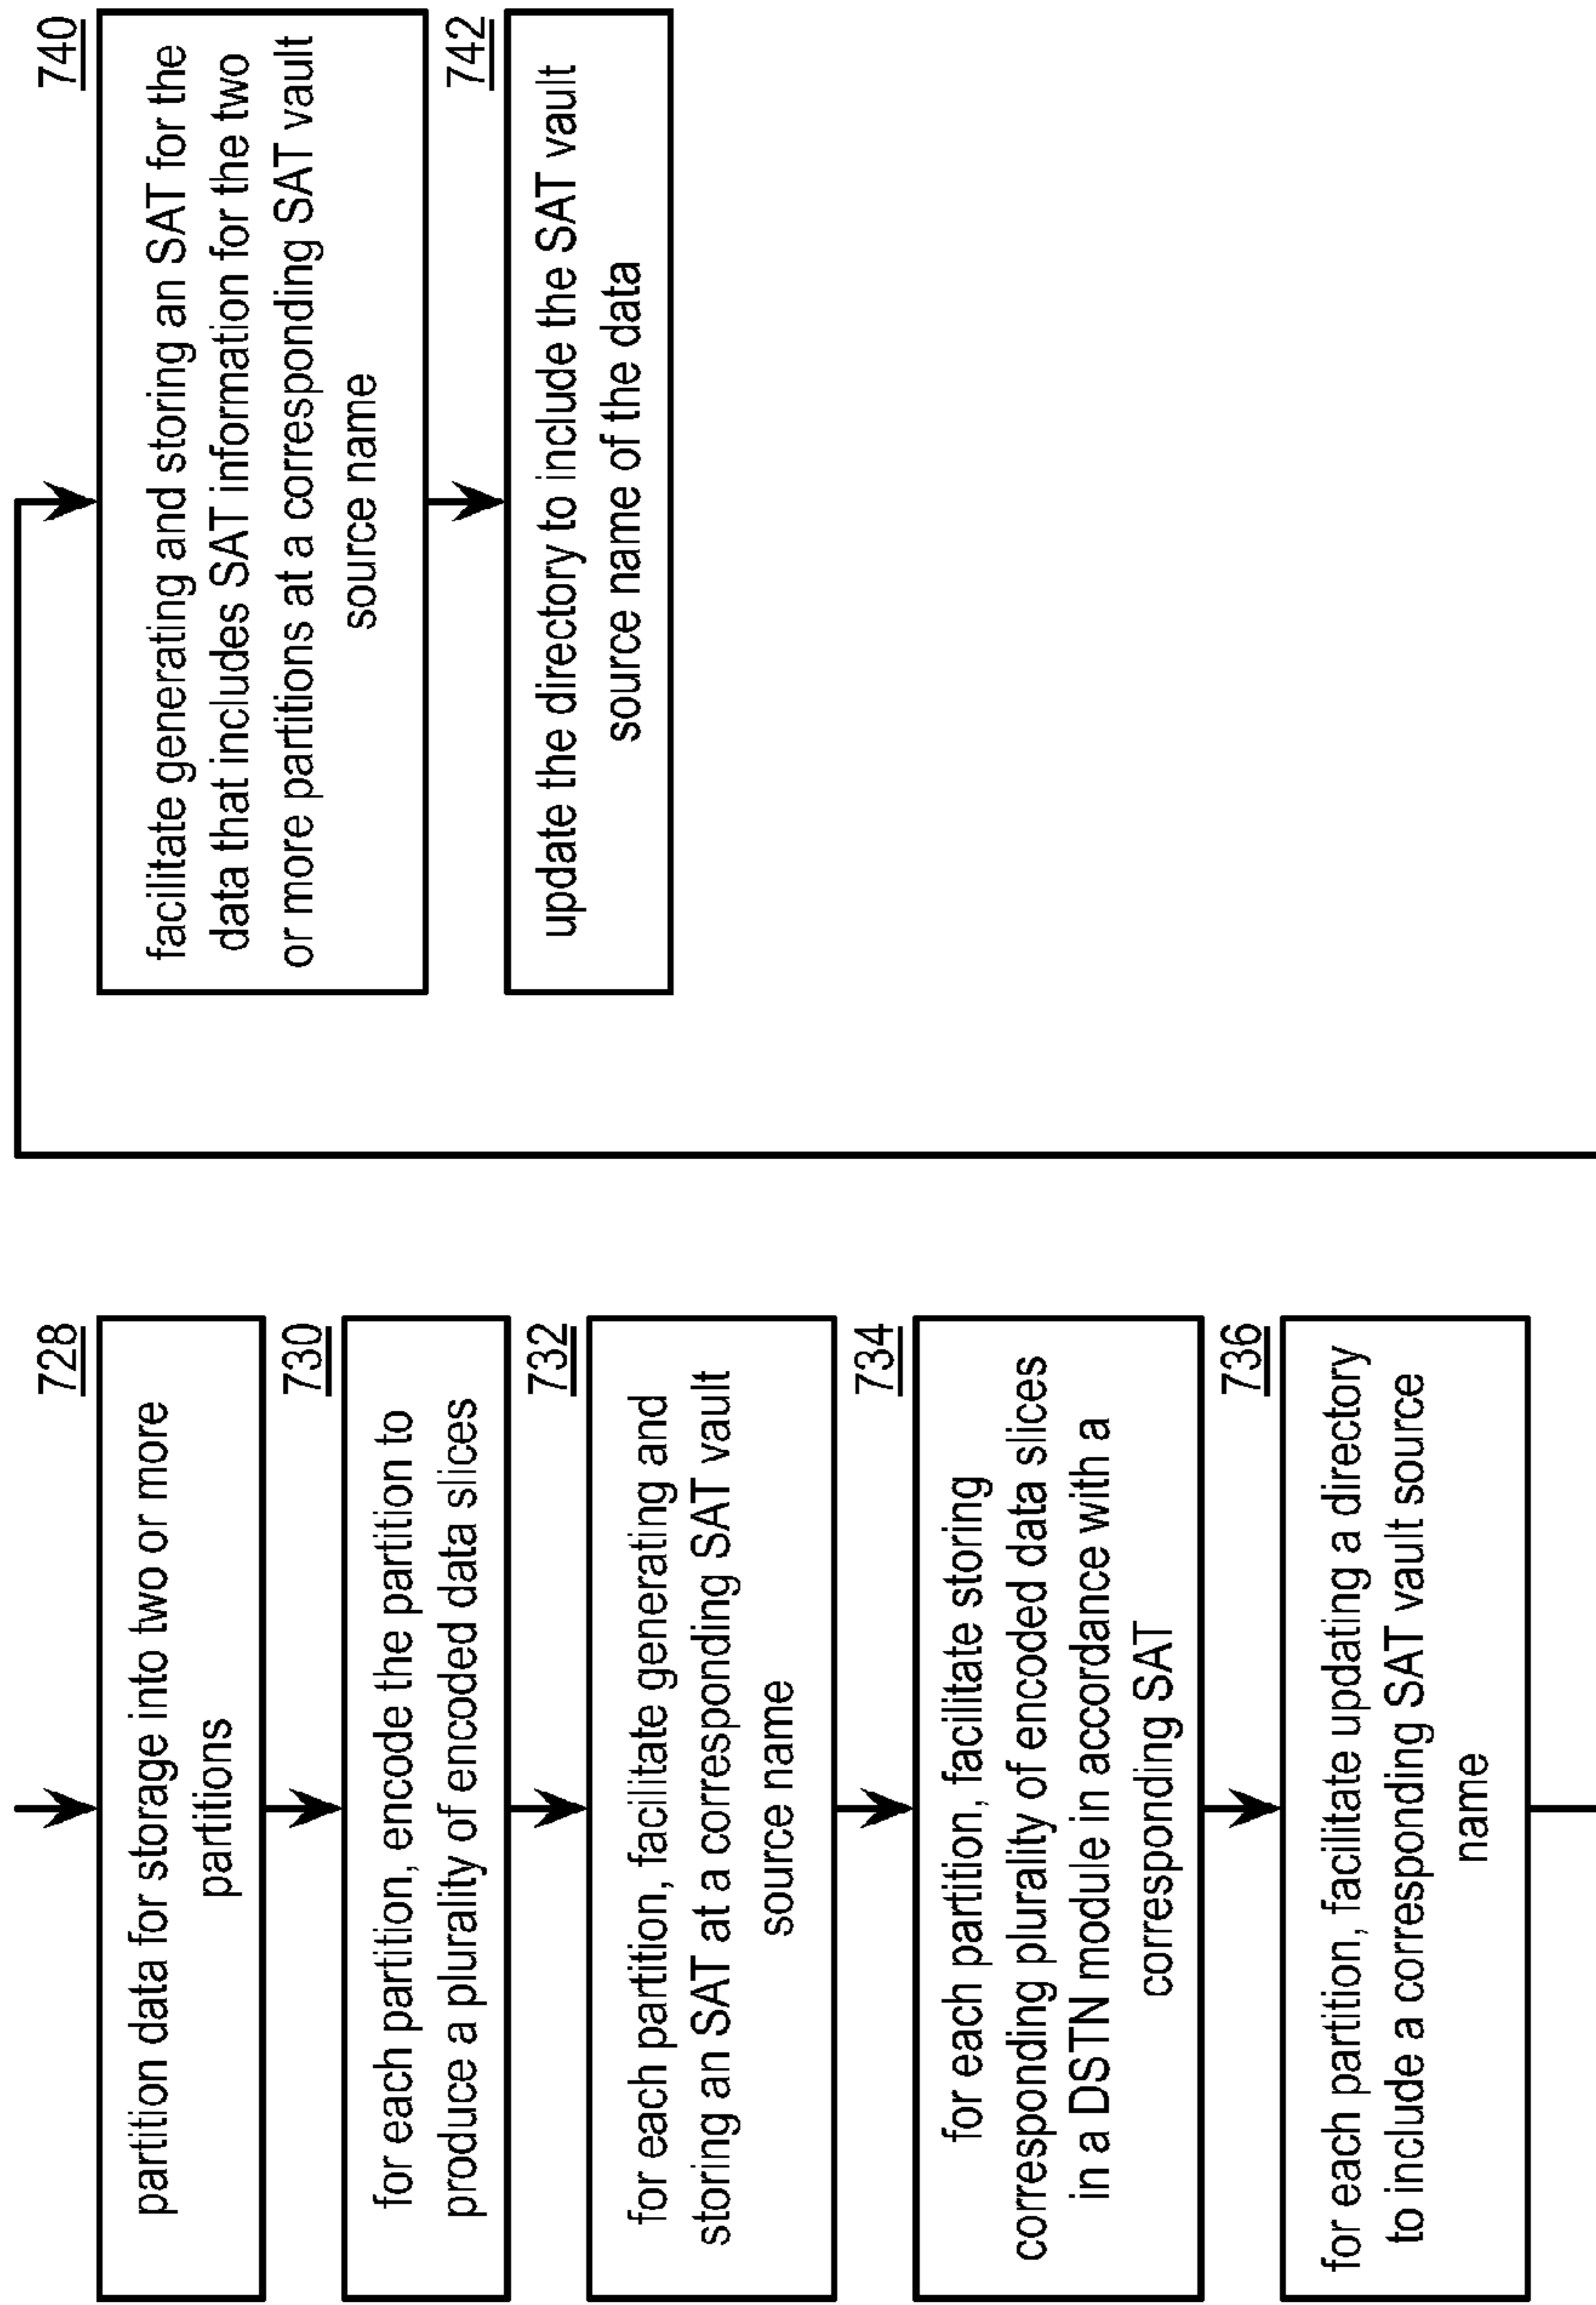 728
partition data for storage into two or more
partitions
730
for each partition, encode the partition to
produce a plurality of encoded data slices
732
for each partition, facilitate generating and
storing an SAT at a corresponding SAT vault
source name
734
for each partition, facilitate storing
corresponding plurality of encoded data slices
in a DSTN module in accordance with a
corresponding SAT
736
for each partition, facilitate updating a directory
to include a corresponding SAT vault source
name
740
facilitate generating and storing an SAT for the
data that includes SAT information for the two
or more partitions at a corresponding SAT vault
source name
742
update the directory to include the SAT vault
source name of the data